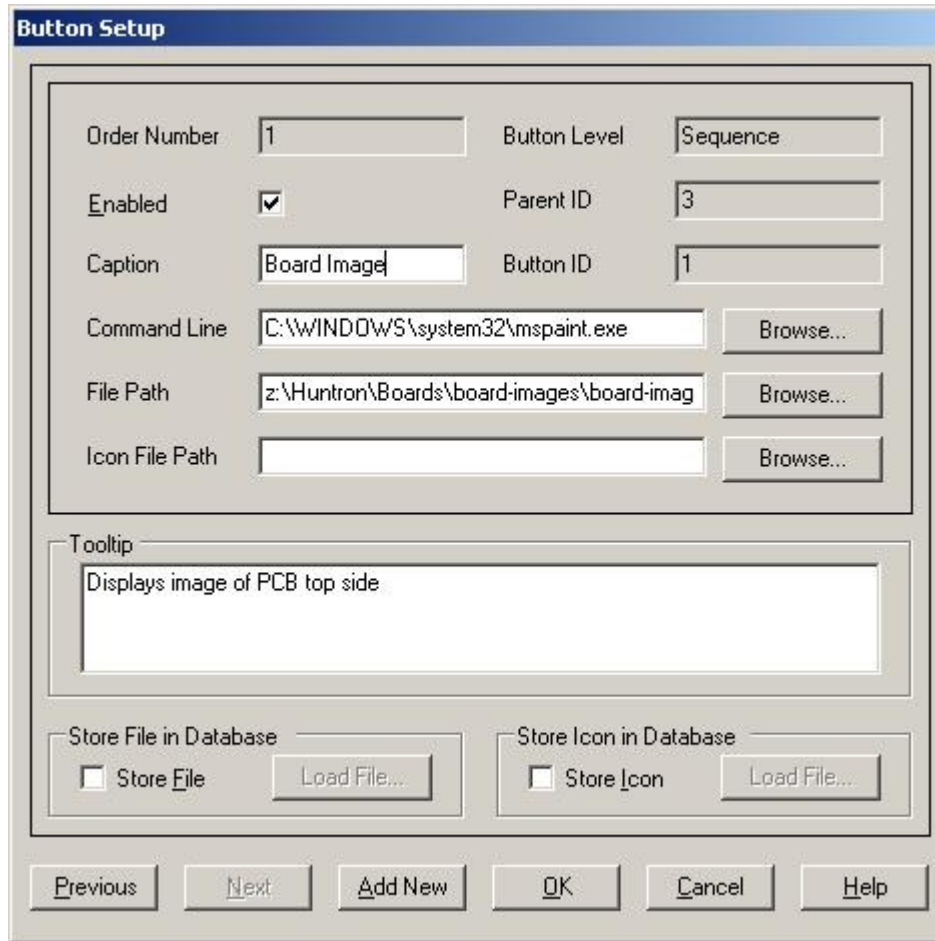 Button Setup
Order Number 1 Button Level Sequence
Enabled Parent ID 3
Caption Board Image Button ID 1
Command Line C:\WINDOWS\system32\mspaint.exe Browse...
File Path z:\Huntron\Boards\board-images\board-imag Browse...
Icon File Path Browse...
Tooltip
Displays image of PCB top side
Store File in Database Store Icon in Database
Store File Load File... Store Icon Load File...
Previous Next Add New OK Cancel Help